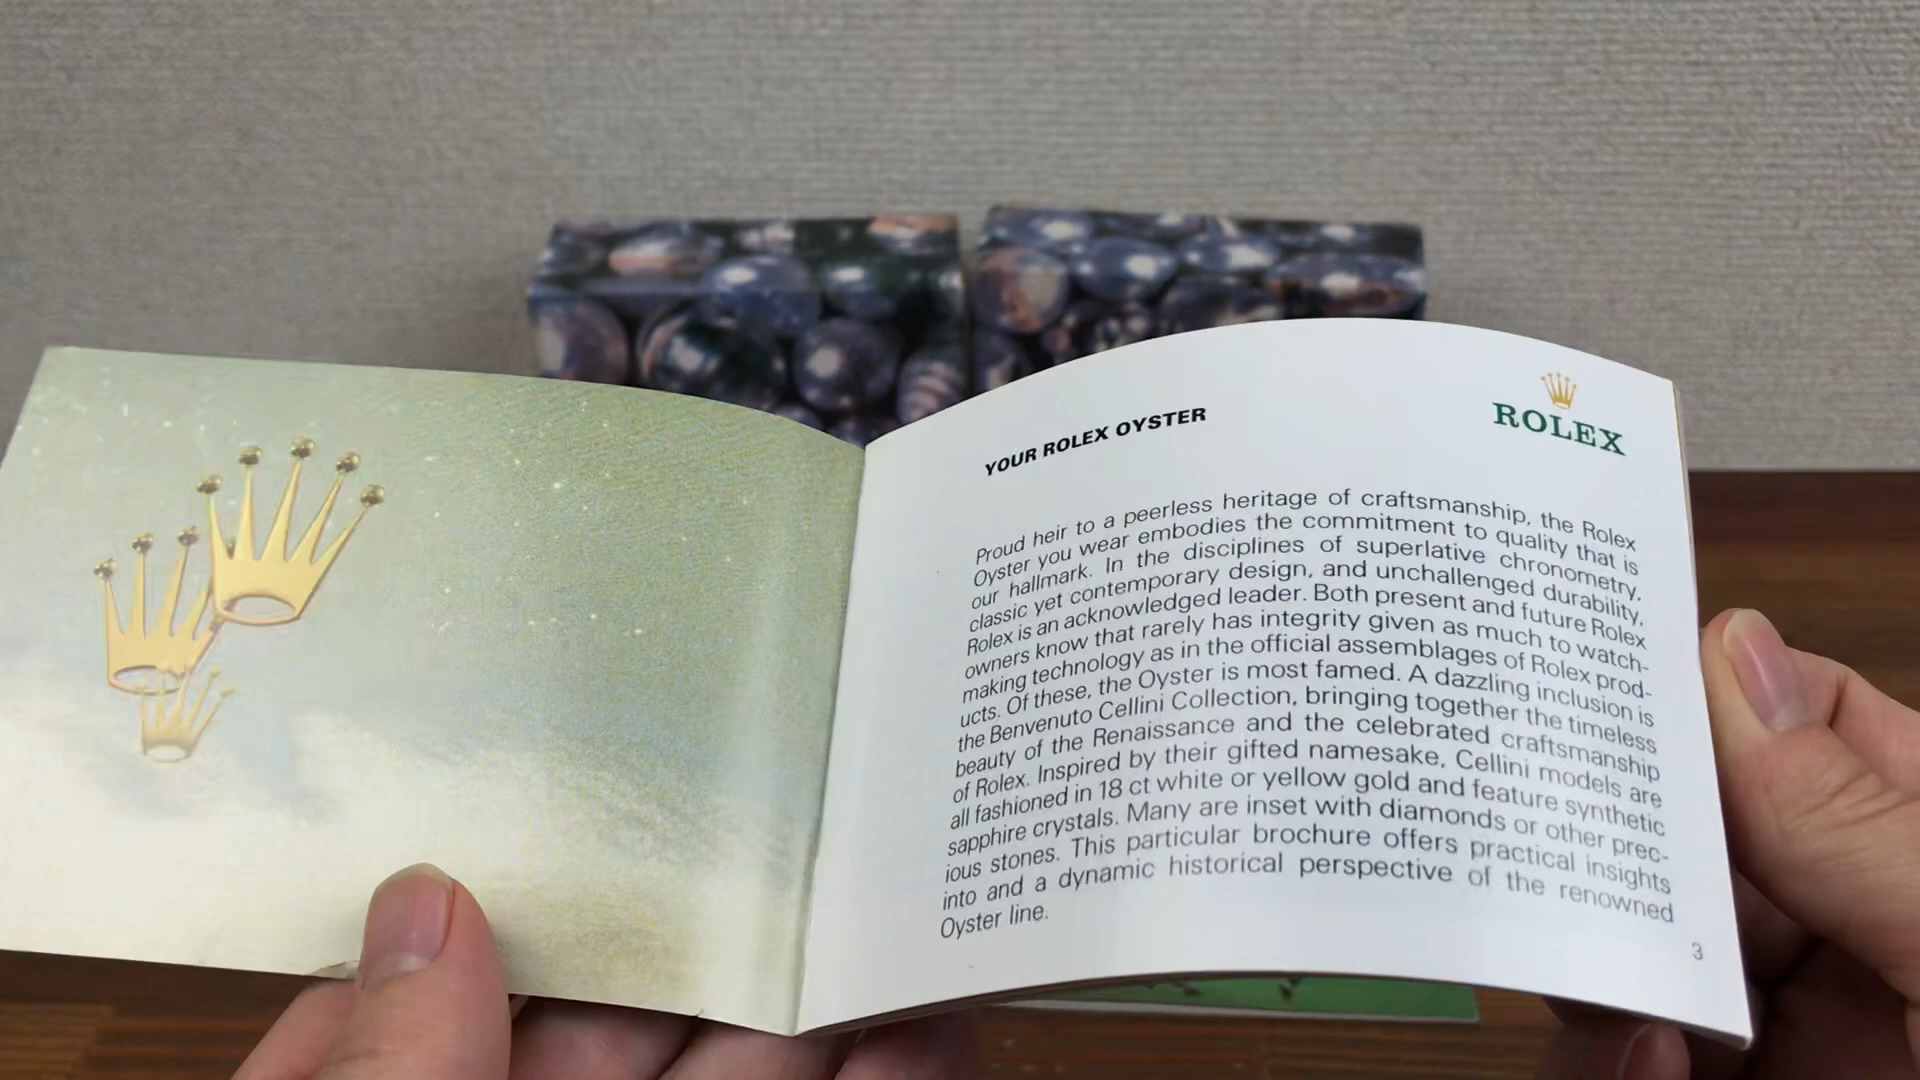 YOUR ROLEX OYSTER
ROLEX
Proud heir to a peerless heritage of craftsmanship, the Rolex
Oyster you wear embodies the commitment to quality that is
our hallmark. In the disciplines of superlative chronometry,
classic yet contemporary design, and unchallenged durability,
Rolex is an acknowledged leader. Both present and future Rolex
owners know that rarely has integrity given as much to watch-
making technology as in the official assemblages of Rolex prod-
ucts. Of these, the Oyster is most famed. A dazzling inclusion is
the Benvenuto Cellini Collection, bringing together the timeless
beauty of the Renaissance and the celebrated craftsmanship
of Rolex. Inspired by their gifted namesake, Cellini models are
all fashioned in 18 ct white or yellow gold and feature synthetic
sapphire crystals. Many are inset with diamonds or other prec-
ious stones. This particular brochure offers practical insights
into and a dynamic historical perspective of the renowned
Oyster line.
3